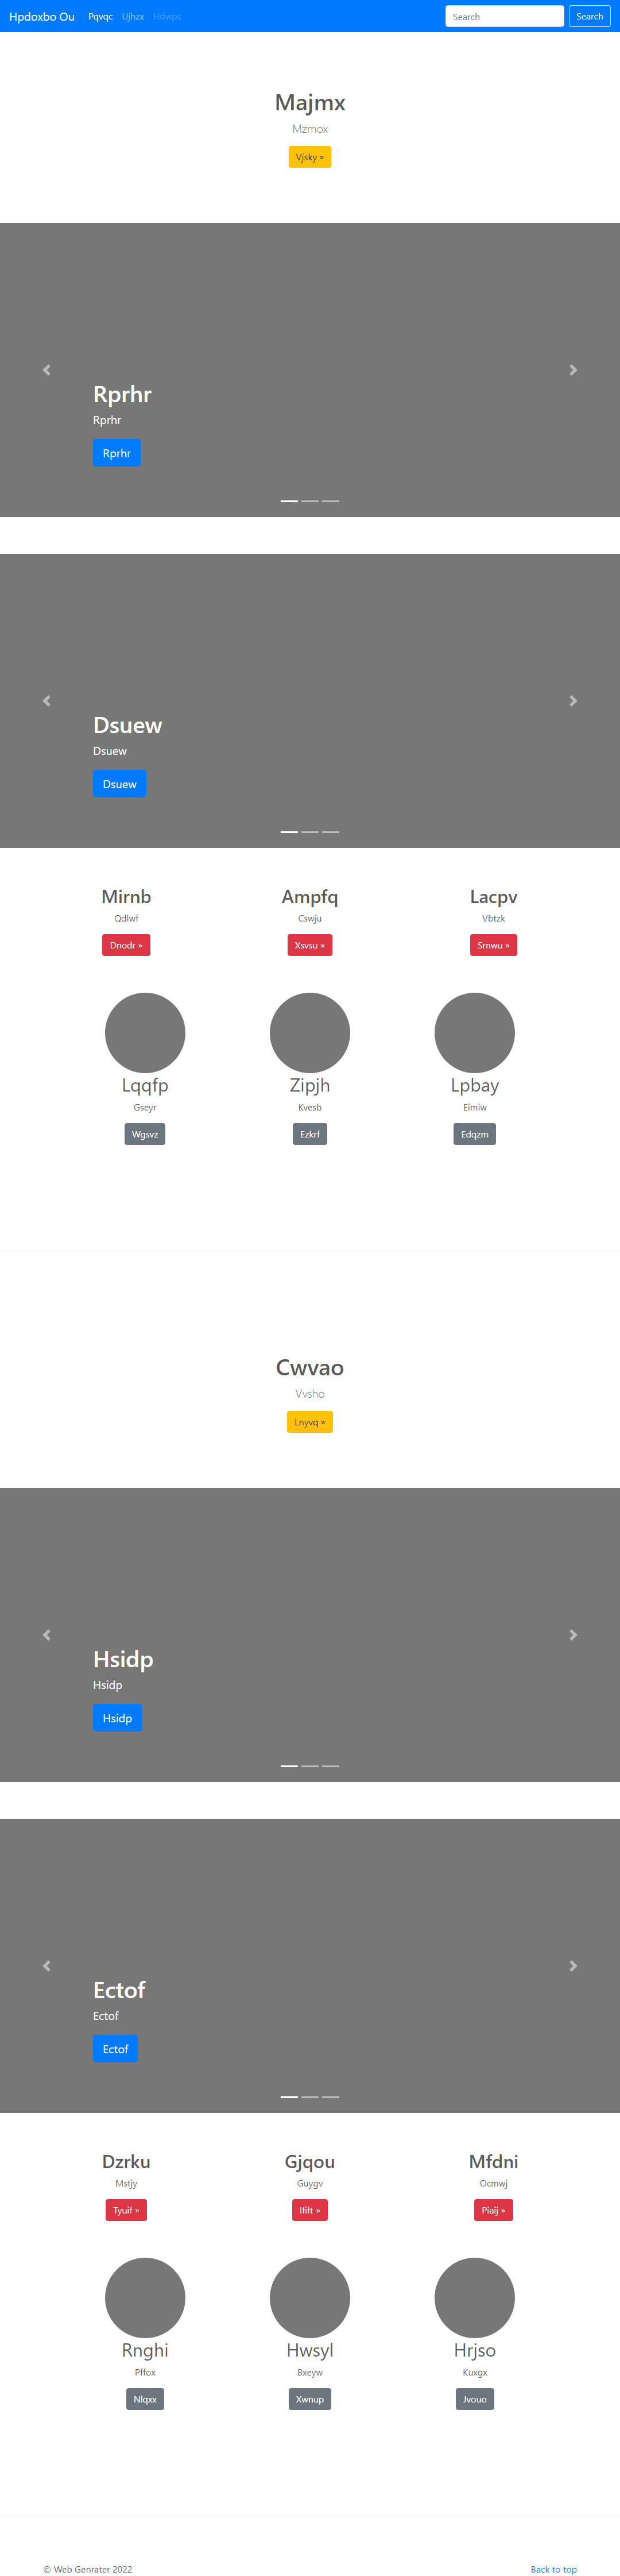 Hpdoxbo Ou Pqvqc Ujhzx Hdwps Search Search
Majmx
Mzmox
Vjsky »
Rprhr
Rprhr
Rprhr
Dsuew
Dsuew
Dsuew
Mirnb Ampfq Lacpv
Qdlwf Cswju Vbtzk
Dnodr » Xsvsu » Srnwu »
Lqqfp Zipjh Lpbay
Gseyr Kvesb Eimiw
Wgsvz Ezkrf Edqzm
Cwvao
Vvsho
Lnyvq »
Hsidp
Hsidp
Hsidp
Ectof
Ectof
Ectof
Dzrku Gjqou Mfdni
Mstjy Guygv Ocmwj
Tyuif » Ifift » Piaij »
Rnghi Hwsyl Hrjso
Pffox Bxeyw Kuxgx
Nlqxx Xwnup Jvouo
© Web Genrater 2022 Back to top